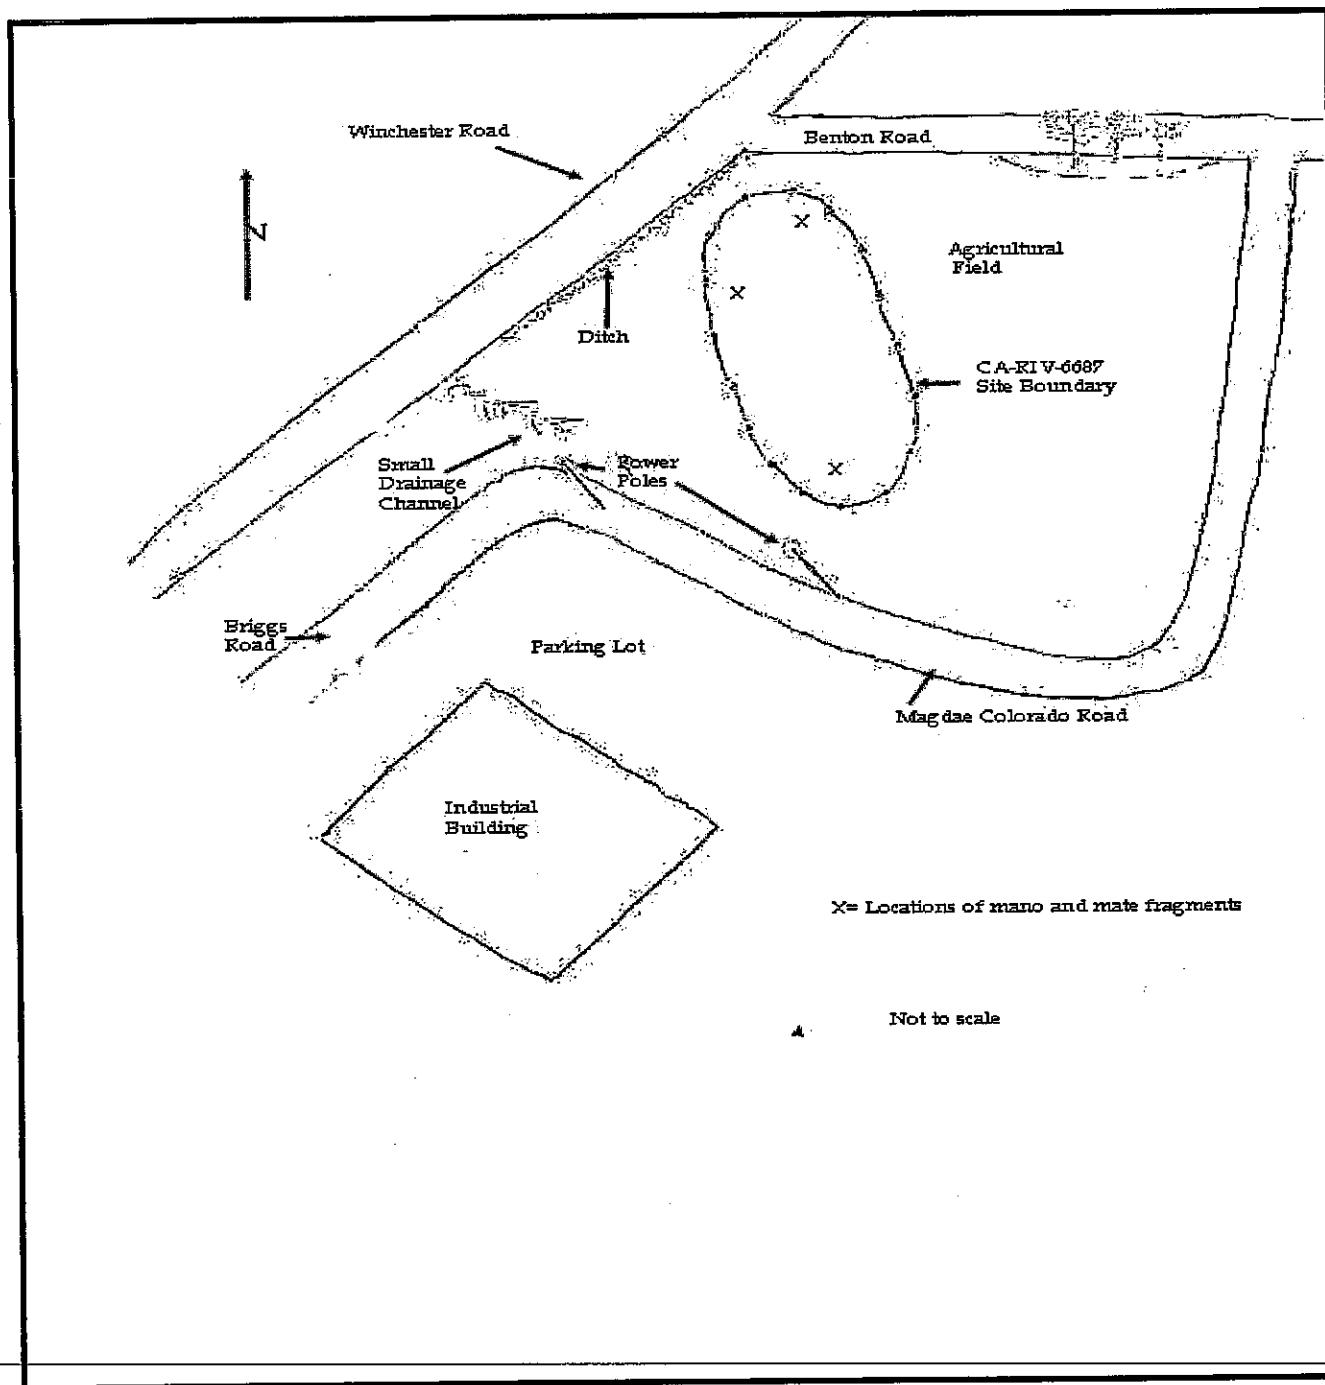 Winchester Road
Benton Road
N
Agricultural
Field
Ditch
CA-RIV-6687
Site Boundary
Small
Drainage
Channel
Power
Poles
Briggs
Road
Parking Lot
Magdae Colorado Road
Industrial
Building
X= Locations of mano and mate fragments
Not to scale